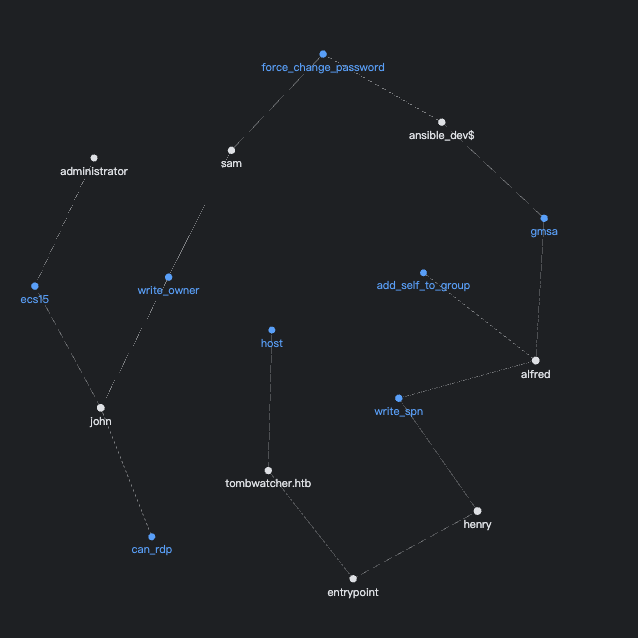 force_change_password
ansible_dev$
sam
administrator
gmsa
add_self_to_group
write_owner
ecs15
host
alfred
write_spn
john
tombwatcher.htb
henry
can_rdp
entrypoint